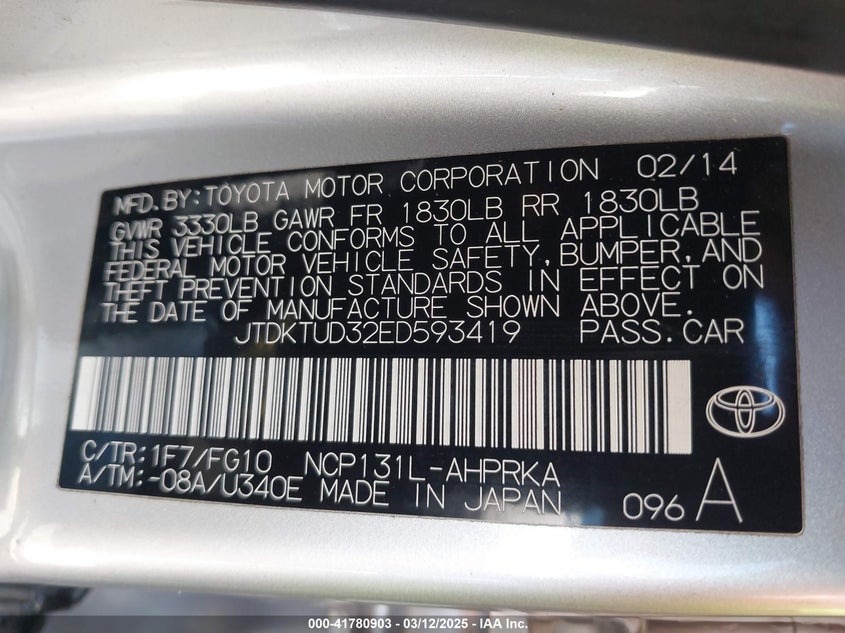 MFD.BY:TOYOTA MOTOR CORPORATION 02/14
GVWR 3330LB GAWR FR 1830LB RR 1830LB
THIS VEHICLE CONFORMS TO ALL APPLICABLE
FEDERAL MOTOR VEHICLE SAFETY,BUMPER,AND
THEFT PREVENTION STANDARDS IN EFFECT ON
THE DATE OF MANUFACTURE SHOWN ABOVE.
JTDKTUD32ED593419 PASS.CAR
C/TR:1F7/FG10 NCP131L-AHPRKA
A/TM:-08A/U340E MADE IN JAPAN
096 A
000-41780903 - 03/12/2025 - IAA Inc.